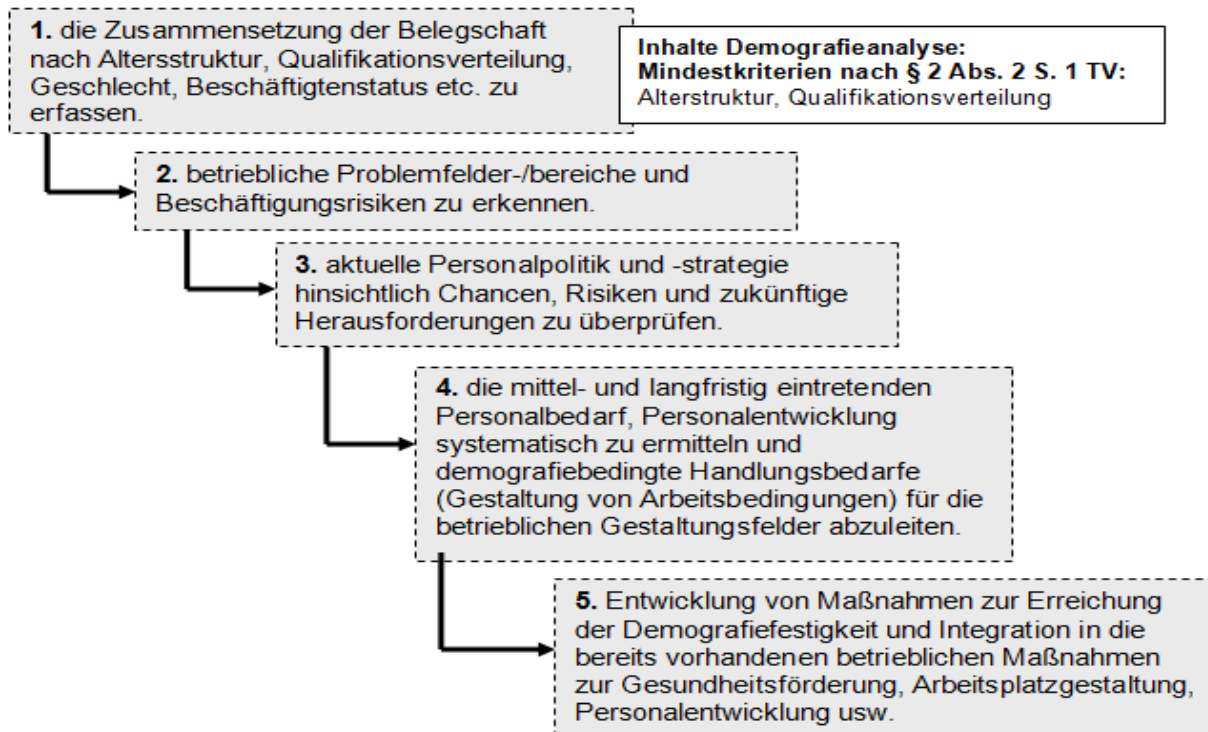 1. die Zusammensetzung der Belegschaft
nach Altersstruktur, Qualifikationsverteilung,
Geschlecht, Beschäftigtenstatus etc. zu
erfassen.
Inhalte Demografieanalyse:
Mindestkriterien nach § 2 Abs. 2 S. 1 TV:
Alterstruktur, Qualifikationsverteilung
2. betriebliche Problemfelder-/bereiche und
Beschäftigungsrisiken zu erkennen.
3. aktuelle Personalpolitik und -strategie
hinsichtlich Chancen, Risiken und zukünftige
Herausforderungen zu überprüfen.
4. die mittel- und langfristig eintretenden
Personalbedarf, Personalentwicklung
systematisch zu ermitteln und
demografiebedingte Handlungsbedarfe
(Gestaltung von Arbeitsbedingungen) für die
betrieblichen Gestaltungsfelder abzuleiten.
5. Entwicklung von Maßnahmen zur Erreichung
der Demografiefestigkeit und Integration in die
bereits vorhandenen betrieblichen Maßnahmen
zur Gesundheitsförderung, Arbeitsplatzgestaltung,
Personalentwicklung usw.